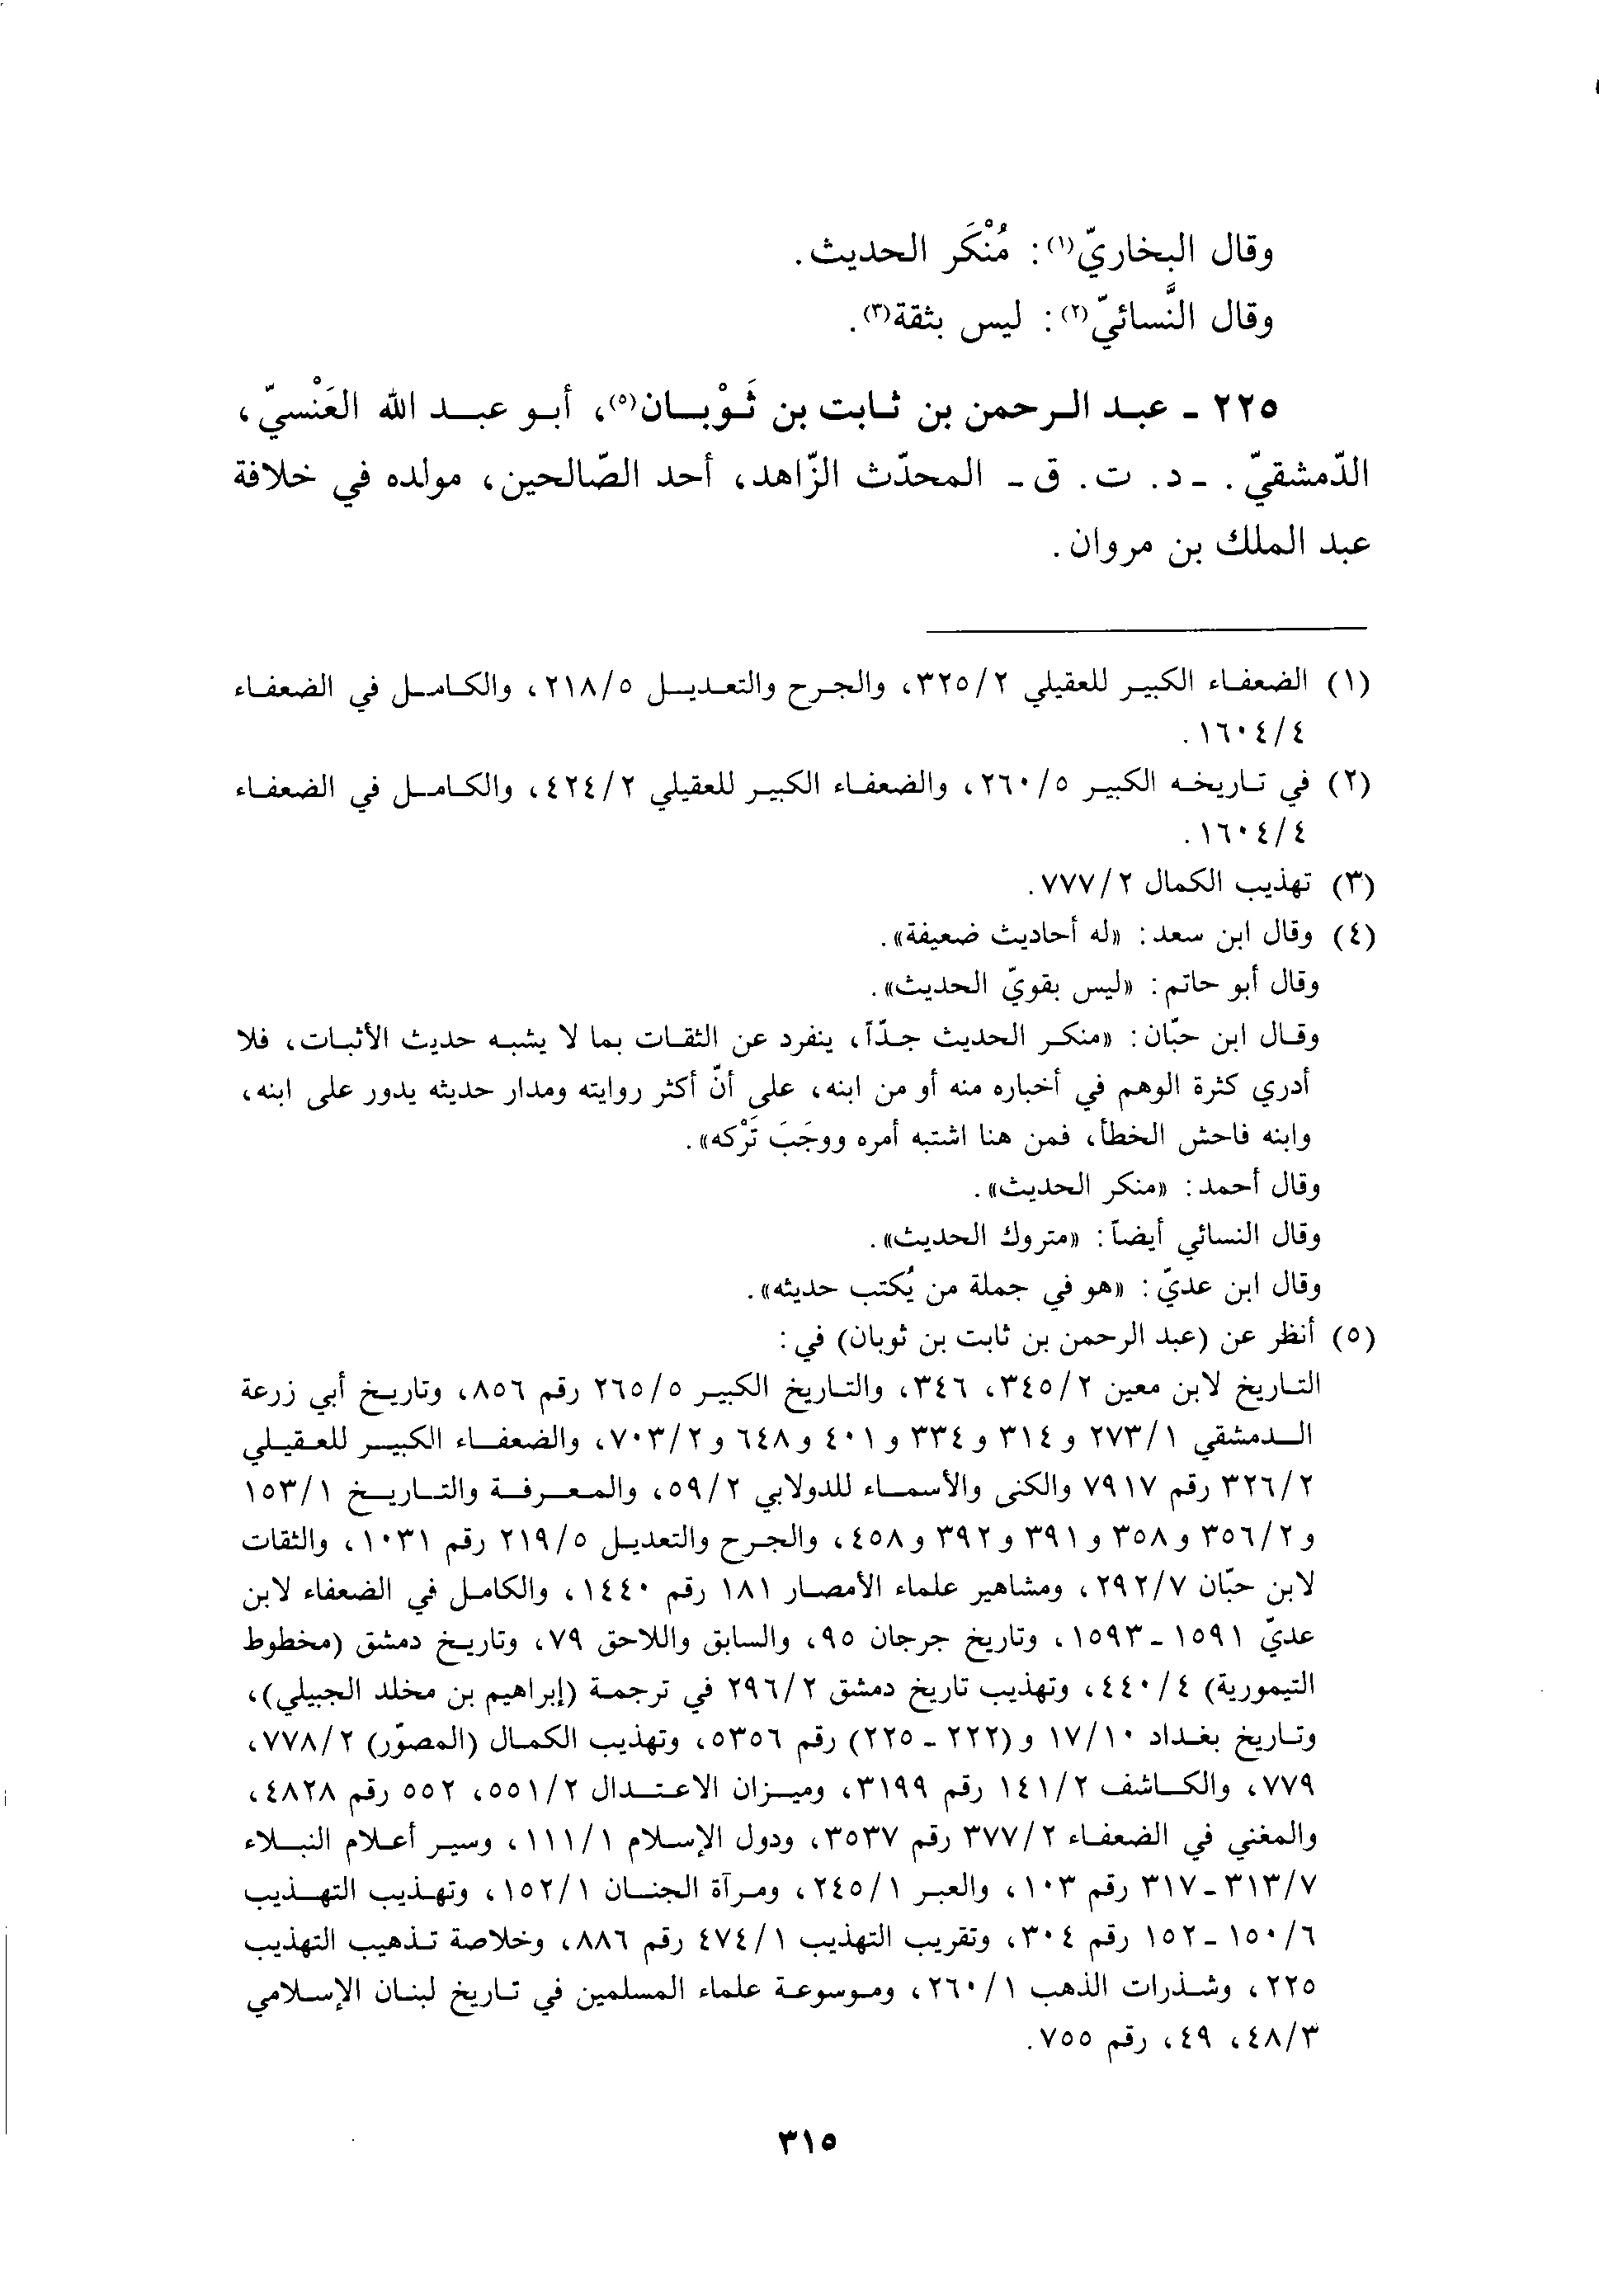 وقال البخاريّ(١): مُنْكَر الحديث.
وقال النَّسائيّ(٢): ليس بثقة(٣).
٢٢٥ - عبد الرحمن بن ثابت بن ثَوْبان(٥)، أبو عبد الله العَنْسيّ،
الدّمشقيّ. - د. ت. ق - المحدّث الزّاهد، أحد الصّالحين، مولده في خلافة
عبد الملك بن مروان.
(١) الضعفاء الكبير للعقيلي ٣٢٥/٢، والجرح والتعديل ٢١٨/٥، والكامل في الضعفاء
١٦٠٤/٤.
(٢) في تاريخه الكبير ٢٦٠/٥، والضعفاء الكبير للعقيلي ٤٢٤/٢، والكامل في الضعفاء
١٦٠٤/٤.
(٣) تهذيب الكمال ٧٧٧/٢.
(٤) وقال ابن سعد: «له أحاديث ضعيفة».
وقال أبو حاتم: «ليس بقويّ الحديث».
وقال ابن حبّان: «منكر الحديث جدّاً، ينفرد عن الثقات بما لا يشبه حديث الأثبات، فلا
أدري كثرة الوهم في أخباره منه أو من ابنه، على أنّ أكثر روايته ومدار حديثه يدور على ابنه،
وابنه فاحش الخطأ، فمن هنا اشتبه أمره ووجَبَ تَرْكه».
وقال أحمد: «منكر الحديث».
وقال النسائي أيضاً: «متروك الحديث».
وقال ابن عديّ: «هو في جملة من يُكتب حديثه».
(٥) أنظر عن (عبد الرحمن بن ثابت بن ثوبان) في:
التاريخ لابن معين ٣٤٥/٢، ٣٤٦، والتاريخ الكبير ٢٦٥/٥ رقم ٨٥٦، وتاريخ أبي زرعة
الدمشقي ٢٧٣/١ و٣١٤ و٣٣٤ و٤٠١ و٦٤٨ و٧٠٣/٢، والضعفاء الكبير للعقيلي
٣٢٦/٢ رقم ٧٩١٧ والكنى والأسماء للدولابي ٥٩/٢، والمعرفة والتاريخ ١٥٣/١
و٣٥٦/٢ و٣٥٨ و٣٩١ و٣٩٢ و٤٥٨، والجرح والتعديل ٢١٩/٥ رقم ١٠٣١، والثقات
لابن حبّان ٢٩٢/٧، ومشاهير علماء الأمصار ١٨١ رقم ١٤٤٠، والكامل في الضعفاء لابن
عديّ ١٥٩١ - ١٥٩٣، وتاريخ جرجان ٩٥، والسابق واللاحق ٧٩، وتاريخ دمشق (مخطوط
التيمورية) ٤٤٠/٤، وتهذيب تاريخ دمشق ٢٩٦/٢ في ترجمة (إبراهيم بن مخلد الجبيلي)،
وتاريخ بغداد ١٧/١٠ و(٢٢٢ - ٢٢٥) رقم ٥٣٥٦، وتهذيب الكمال (المصوّر) ٧٧٨/٢،
٧٧٩، والكاشف ١٤١/٢ رقم ٣١٩٩، وميزان الاعتدال ٥٥١/٢، ٥٥٢ رقم ٤٨٢٨،
والمغني في الضعفاء ٣٧٧/٢ رقم ٣٥٣٧، ودول الإسلام ١١١/١، وسير أعلام النبلاء
٣١٣/٧ - ٣١٧ رقم ١٠٣، والعبر ٢٤٥/١، ومرآة الجنان ١٥٢/١، وتهذيب التهذيب
١٥٠/٦ - ١٥٢ رقم ٣٠٤، وتقريب التهذيب ٤٧٤/١ رقم ٨٨٦، وخلاصة تذهيب التهذيب
٢٢٥، وشذرات الذهب ٢٦٠/١، وموسوعة علماء المسلمين في تاريخ لبنان الإسلامي
٤٨/٣، ٤٩، رقم ٧٥٥.
٣١٥